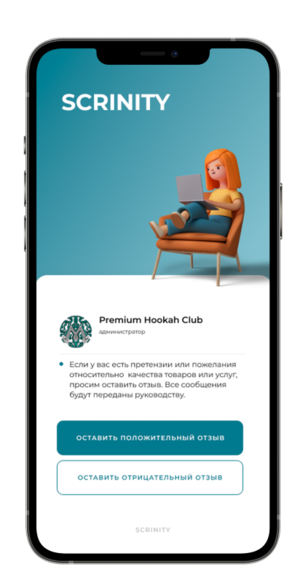 SCRINITY
Premium Hookah Club
администратор
Если у вас есть претензии или пожелания
относительно качества товаров или услуг,
просим оставить отзыв. Все сообщения
будут переданы руководству.
ОСТАВИТЬ ПОЛОЖИТЕЛЬНЫЙ ОТЗЫВ
ОСТАВИТЬ ОТРИЦАТЕЛЬНЫЙ ОТЗЫВ
SCRINITY